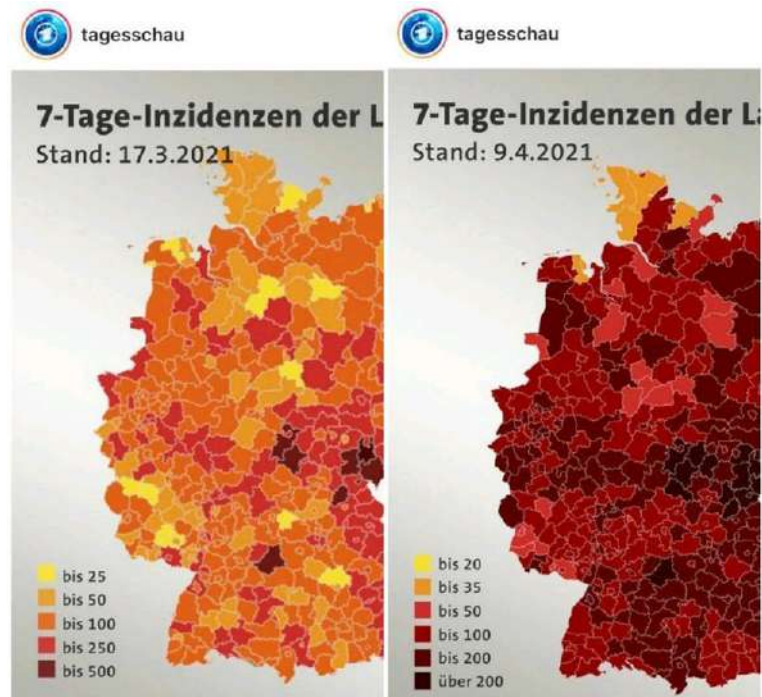 tagesschau
7-Tage-Inzidenzen der L
Stand: 17.3.2021
bis 25
bis 50
bis 100
bis 250
bis 500
tagesschau
7-Tage-Inzidenzen der La
Stand: 9.4.2021
bis 20
bis 35
bis 50
bis 100
bis 200
über 200